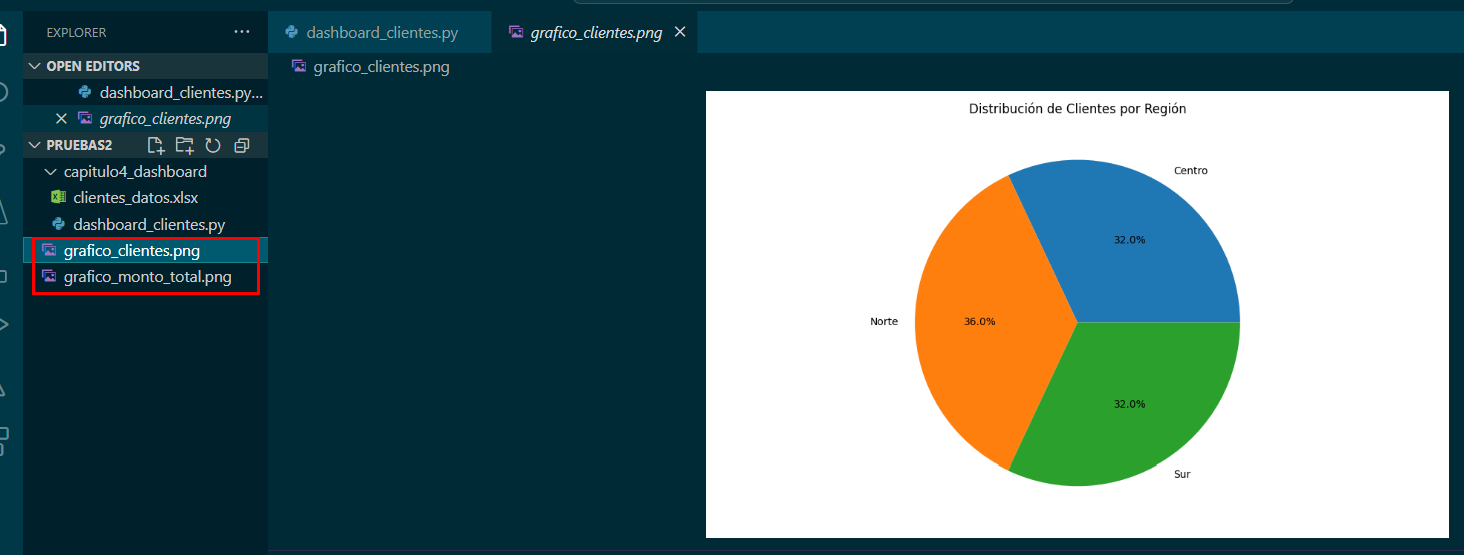 EXPLORER
OPEN EDITORS
dashboard_clientes.py...
grafico_clientes.png
PRUEBAS2
capitulo4_dashboard
clientes_datos.xlsx
dashboard_clientes.py
grafico_clientes.png
grafico_monto_total.png
dashboard_clientes.py
grafico_clientes.png
grafico_clientes.png
Distribución de Clientes por Región
Centro
32.0%
Norte
36.0%
32.0%
Sur